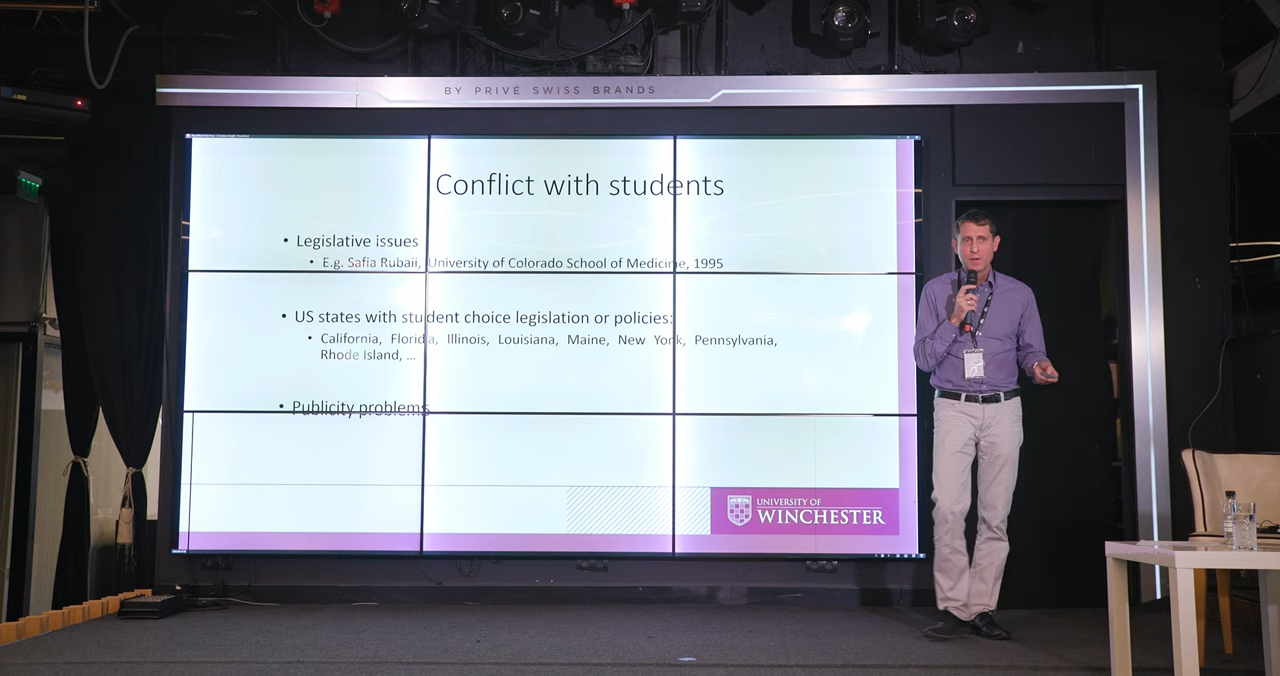 BY PRIVÉ SWISS BRANDS
Conflict with students
• Legislative issues
• E.g. Safia Rubaii, University of Colorado School of Medicine, 1995
• US states with student choice legislation or policies:
• California, Florida, Illinois, Louisiana, Maine, New York, Pennsylvania,
Rhode Island, ...
• Publicity problems
UNIVERSITY OF
WINCHESTER